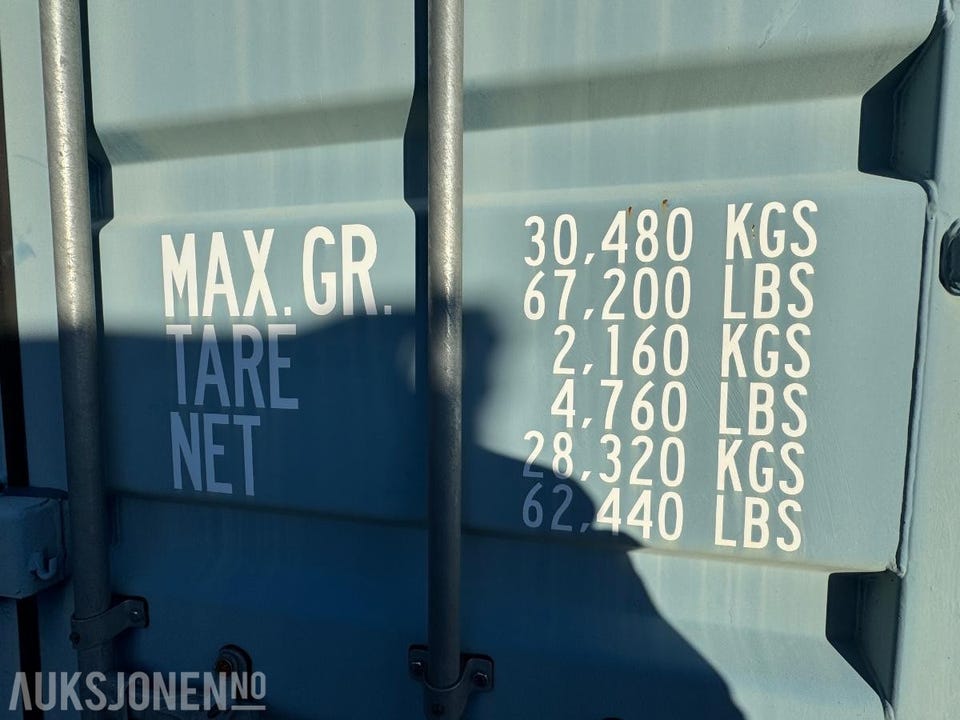 MAX.GR. 30,480 KGS
67,200 LBS
TARE 2,160 KGS
4,760 LBS
NET 28,320 KGS
62,440 LBS
AUKSJONEN NO